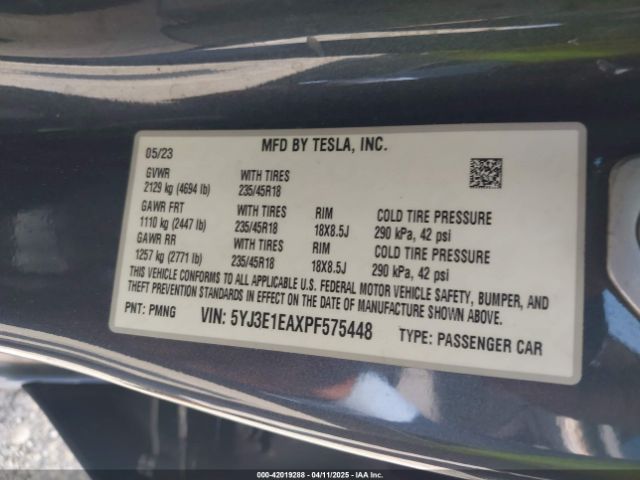 MFD BY TESLA, INC.
05/23
GVWR WITH TIRES
2129 kg (4694 lb) 235/45R18
GAWR FRT WITH TIRES RIM COLD TIRE PRESSURE
1110 kg (2447 lb) 235/45R18 18X8.5J 290 kPa, 42 psi
GAWR RR WITH TIRES RIM COLD TIRE PRESSURE
1257 kg (2771 lb) 235/45R18 18X8.5J 290 kPa, 42 psi
THIS VEHICLE CONFORMS TO ALL APPLICABLE U.S. FEDERAL MOTOR VEHICLE SAFETY, BUMPER, AND
THEFT PREVENTION STANDARDS IN EFFECT ON THE DATE OF MANUFACTURE SHOWN ABOVE.
PNT: PMNG VIN: 5YJ3E1EAXPF575448 TYPE: PASSENGER CAR
000-42019288 - 04/11/2025 - IAA Inc.